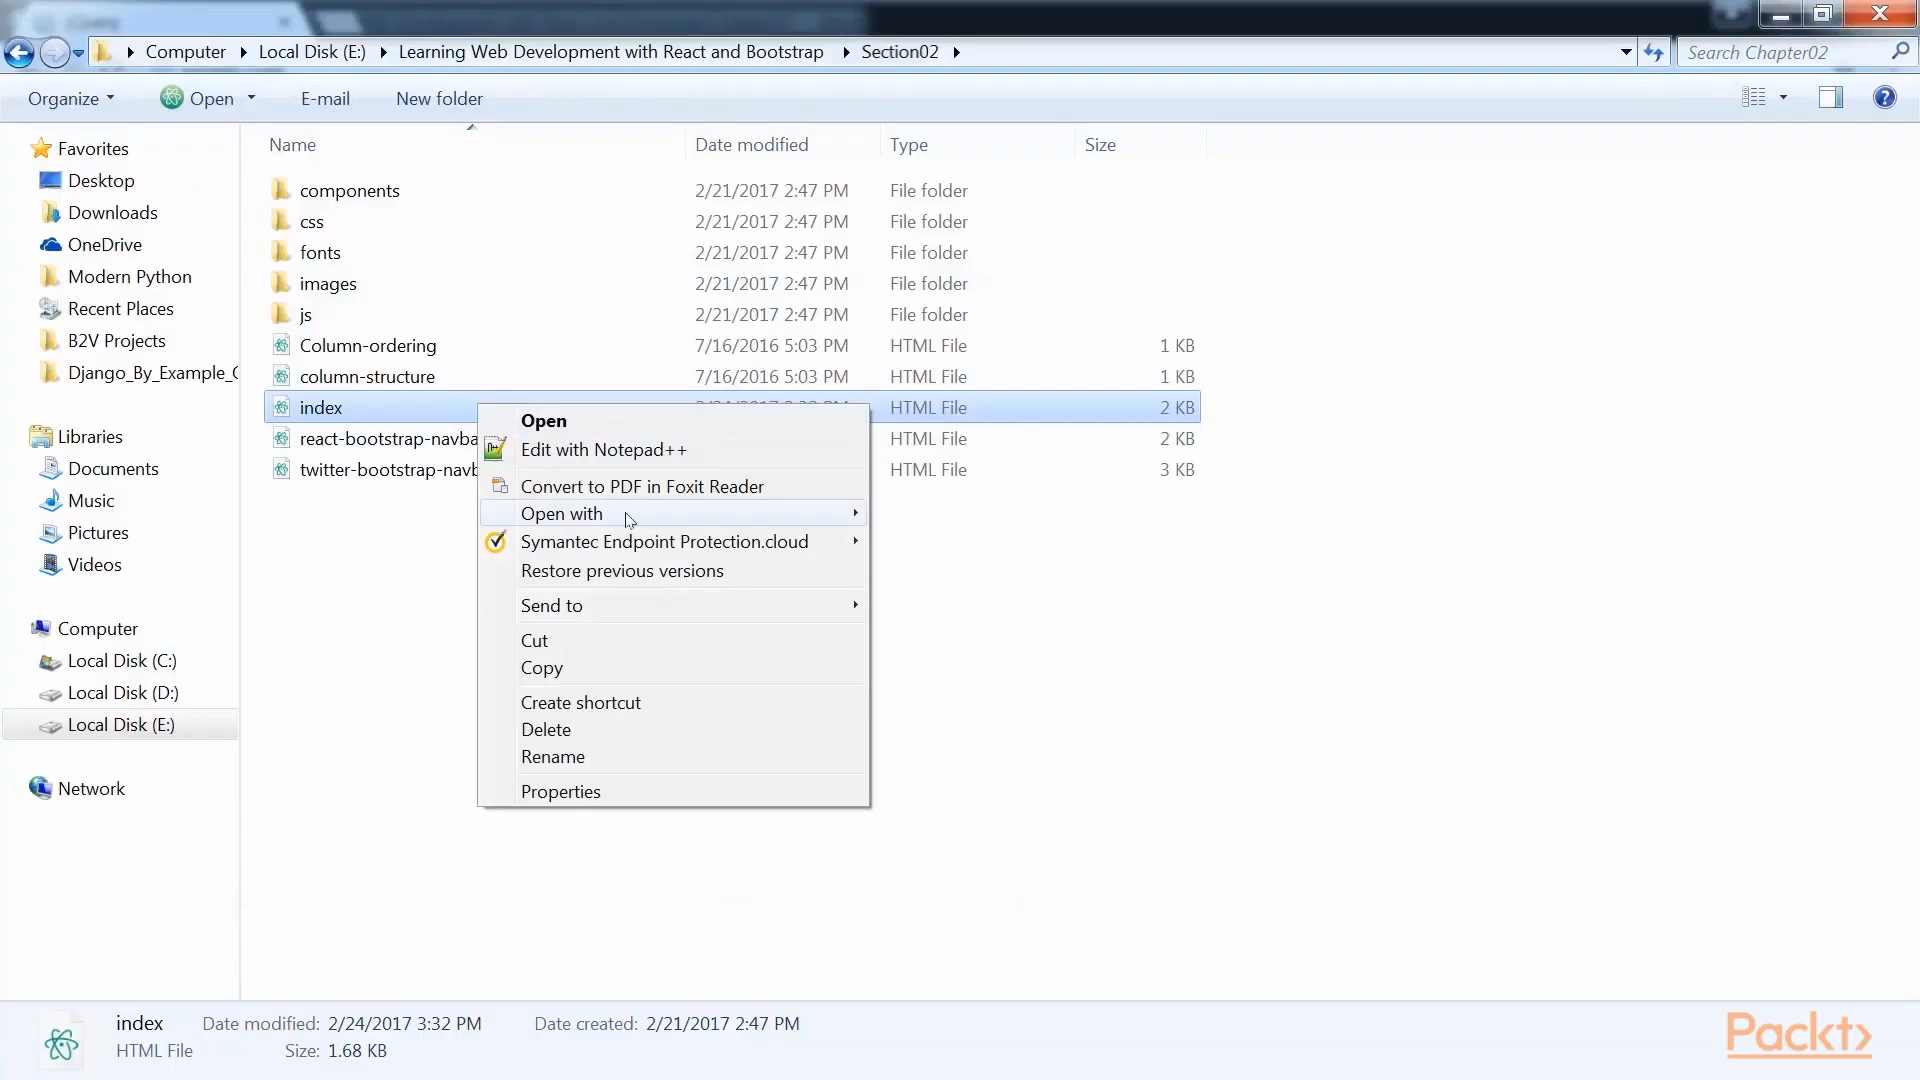 Computer Local Disk (E:) Learning Web Development with React and Bootstrap Section02
Search Chapter02
Organize Open E-mail New folder
Name Date modified Type Size
Favorites
Desktop
Downloads
OneDrive
Modern Python
Recent Places
B2V Projects
Django_By_Example_
Libraries
Documents
Music
Pictures
Videos
Computer
Local Disk (C:)
Local Disk (D:)
Local Disk (E:)
Network
components 2/21/2017 2:47 PM File folder
css 2/21/2017 2:47 PM File folder
fonts 2/21/2017 2:47 PM File folder
images 2/21/2017 2:47 PM File folder
js 2/21/2017 2:47 PM File folder
Column-ordering 7/16/2016 5:03 PM HTML File 1 KB
column-structure 7/16/2016 5:03 PM HTML File 1 KB
index HTML File 2 KB
react-bootstrap-navba HTML File 2 KB
twitter-bootstrap-navb HTML File 3 KB
Open
Edit with Notepad++
Convert to PDF in Foxit Reader
Open with
Symantec Endpoint Protection.cloud
Restore previous versions
Send to
Cut
Copy
Create shortcut
Delete
Rename
Properties
index Date modified: 2/24/2017 3:32 PM Date created: 2/21/2017 2:47 PM
HTML File Size: 1.68 KB
Packt